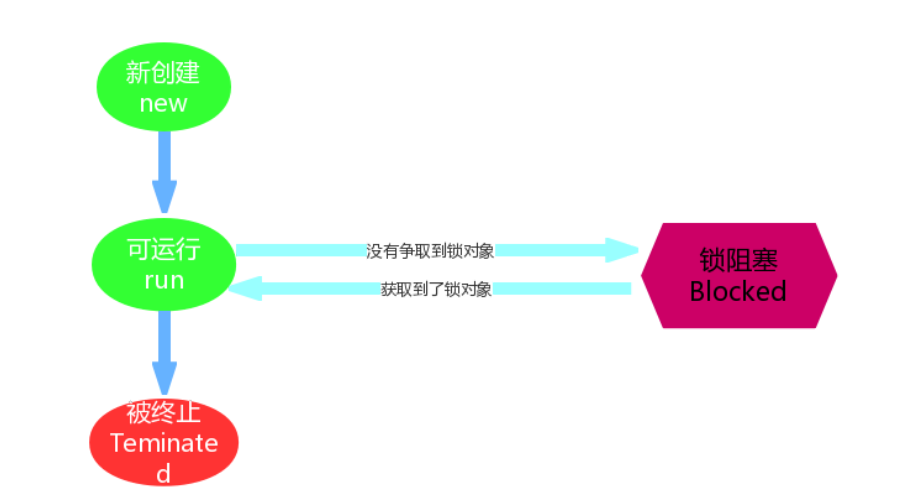 新创建
new
可运行
run
没有争取到锁对象
获取到了锁对象
锁阻塞
Blocked
被终止
Teminate
d